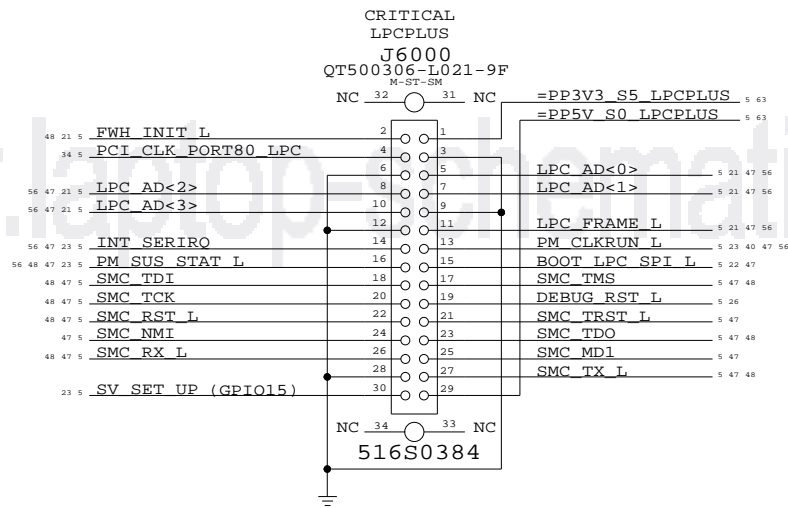 CRITICAL
LPCPLUS
J6000
QT500306-L021-9F
M-ST-SM
NC 32 31 NC
=PP3V3_S5_LPCPLUS 5 63
=PP5V_S0_LPCPLUS 5 63
48 21 5 FWH_INIT_L 2 1
34 5 PCI_CLK_PORT80_LPC 4 3
6 5 LPC_AD<0> 5 21 47 56
56 47 21 5 LPC_AD<2> 8 7 LPC_AD<1> 5 21 47 56
56 47 21 5 LPC_AD<3> 10 9
12 11 LPC_FRAME_L 5 21 47 56
56 47 23 5 INT_SERIRQ 14 13 PM_CLKRUN_L 5 23 40 47 56
56 48 47 23 5 PM_SUS_STAT_L 16 15 BOOT_LPC_SPI_L 5 22 47
48 47 5 SMC_TDI 18 17 SMC_TMS 5 47 48
48 47 5 SMC_TCK 20 19 DEBUG_RST_L 5 26
48 47 5 SMC_RST_L 22 21 SMC_TRST_L 5 47
47 5 SMC_NMI 24 23 SMC_TDO 5 47 48
48 47 5 SMC_RX_L 26 25 SMC_MD1 5 47
28 27 SMC_TX_L 5 47 48
23 5 SV_SET_UP (GPIO15) 30 29
NC 34 33 NC
516S0384
.laptop-schemati